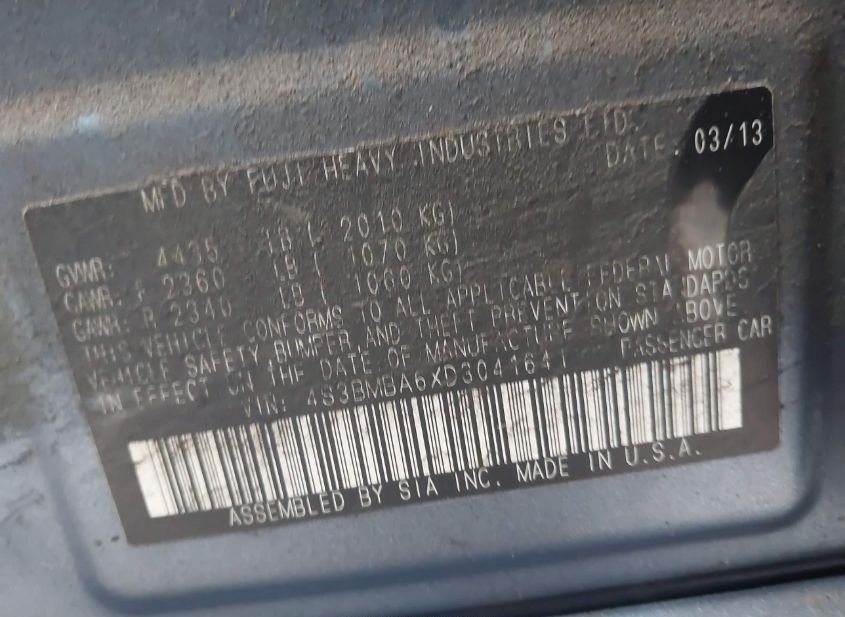 MFD BY FUJI HEAVY INDUSTRIES LTD.
DATE. 03/13
GVWR: 4435 LB ( 2010 KG)
GAWR: F 2360 LB ( 1070 KG)
GAWR: R 2340 LB ( 1060 KG)
THIS VEHICLE CONFORMS TO ALL APPLICABLE FEDERAL MOTOR
VEHICLE SAFETY, BUMPER AND THEFT PREVENTION STANDARDS
IN EFFECT ON THE DATE OF MANUFACTURE SHOWN ABOVE
VIN: 4S3BMBA6XD3041641 PASSENGER CAR
ASSEMBLED BY SIA INC. MADE IN U.S.A.